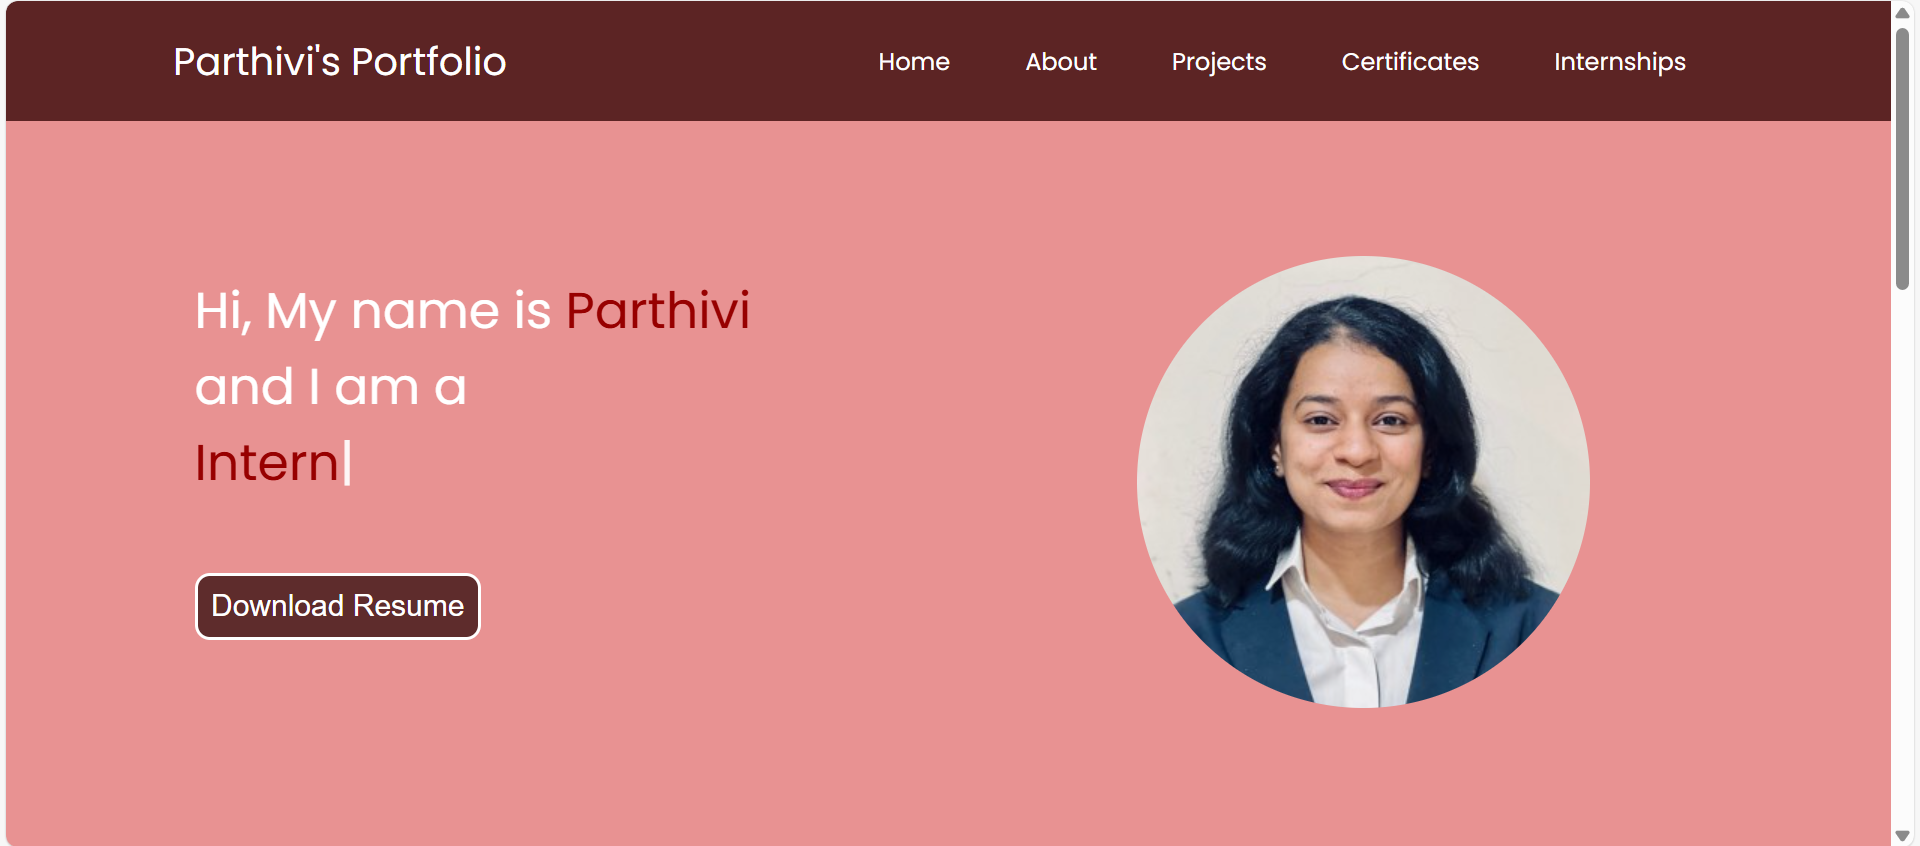 Parthivi's Portfolio
Home About Projects Certificates Internships
Hi, My name is Parthivi
and I am a
Intern|
Download Resume